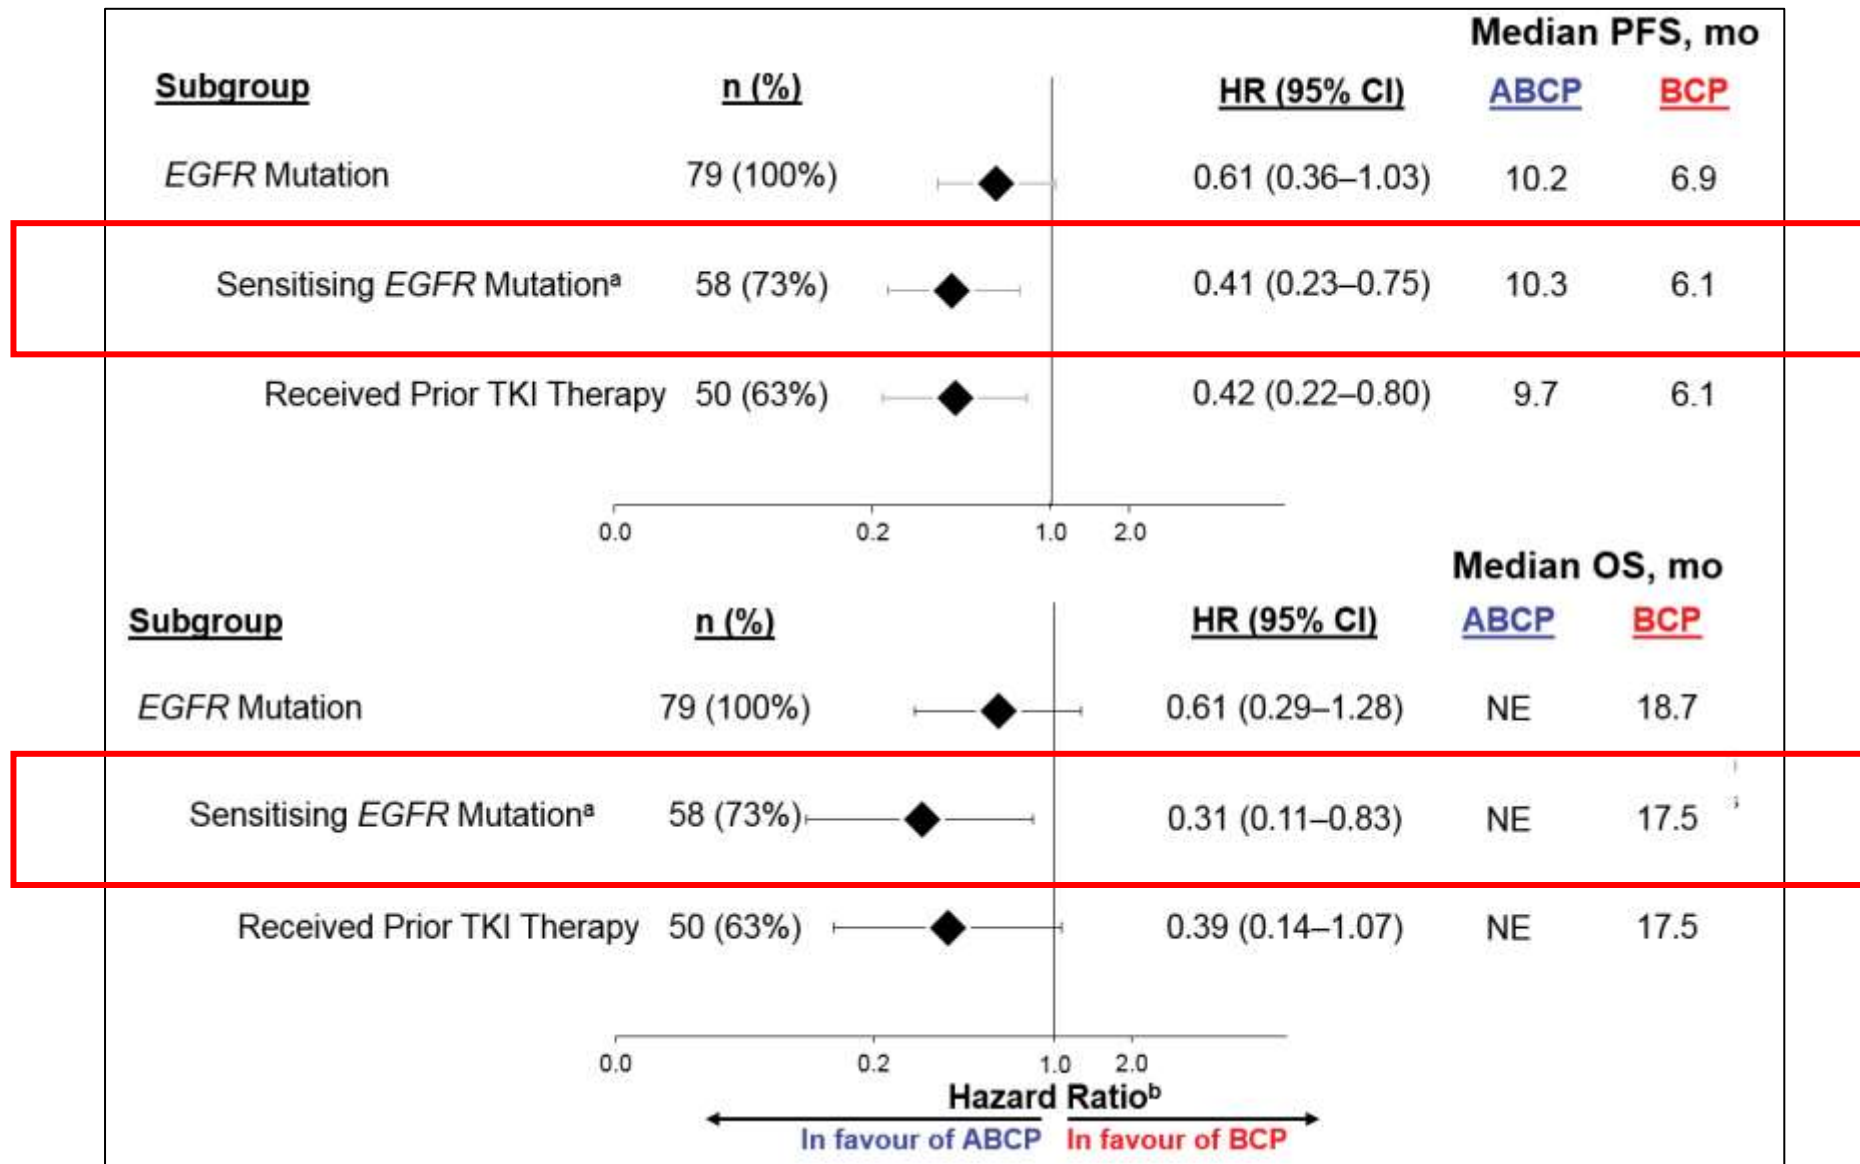 Median PFS, mo
Subgroup n (%) HR (95% CI) ABCP BCP
EGFR Mutation 79 (100%) 0.61 (0.36–1.03) 10.2 6.9
Sensitising EGFR Mutationᵃ 58 (73%) 0.41 (0.23–0.75) 10.3 6.1
Received Prior TKI Therapy 50 (63%) 0.42 (0.22–0.80) 9.7 6.1
0.0 0.2 1.0 2.0
Median OS, mo
Subgroup n (%) HR (95% CI) ABCP BCP
EGFR Mutation 79 (100%) 0.61 (0.29–1.28) NE 18.7
Sensitising EGFR Mutationᵃ 58 (73%) 0.31 (0.11–0.83) NE 17.5
Received Prior TKI Therapy 50 (63%) 0.39 (0.14–1.07) NE 17.5
0.0 0.2 1.0 2.0
Hazard Ratioᵇ
In favour of ABCP In favour of BCP